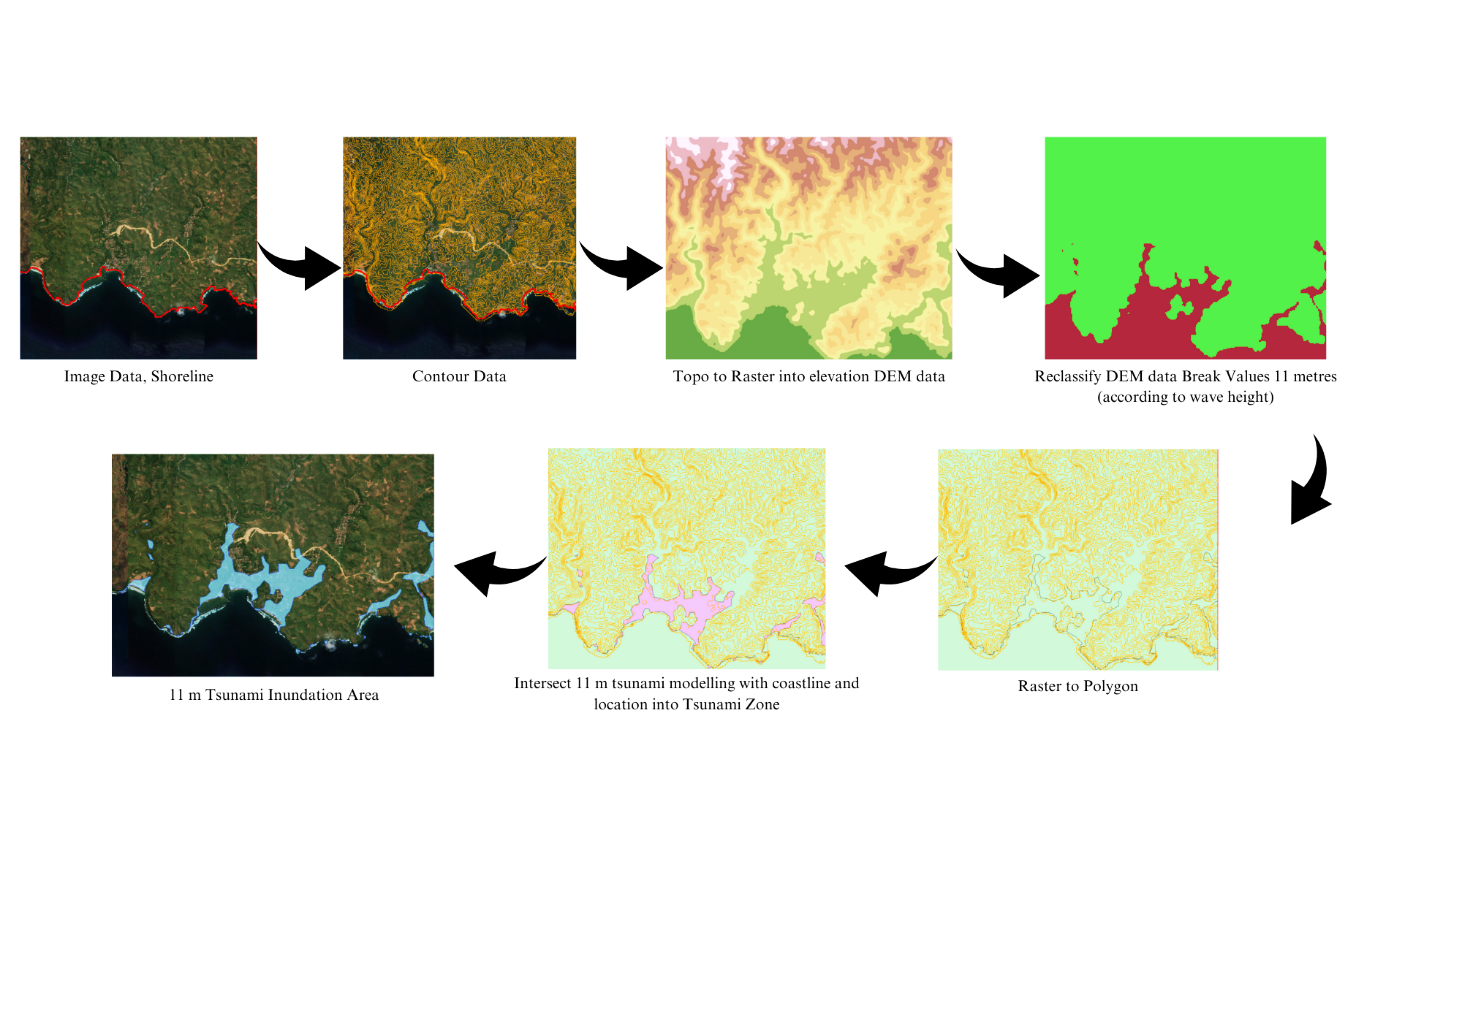 Image Data, Shoreline
Contour Data
Topo to Raster into elevation DEM data
Reclassify DEM data Break Values 11 metres
(according to wave height)
11 m Tsunami Inundation Area
Intersect 11 m tsunami modelling with coastline and
location into Tsunami Zone
Raster to Polygon